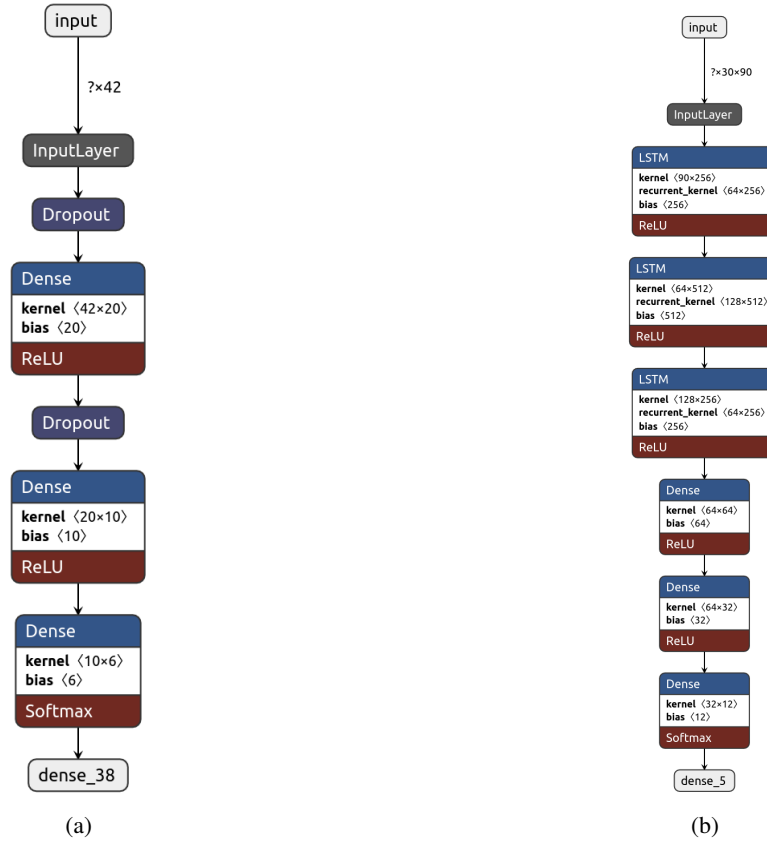 input
?×42
InputLayer
Dropout
Dense
kernel 〈42×20〉
bias 〈20〉
ReLU
Dropout
Dense
kernel 〈20×10〉
bias 〈10〉
ReLU
Dense
kernel 〈10×6〉
bias 〈6〉
Softmax
dense_38
(a)
input
?×30×90
InputLayer
LSTM
kernel 〈90×256〉
recurrent_kernel 〈64×256〉
bias 〈256〉
ReLU
LSTM
kernel 〈64×512〉
recurrent_kernel 〈128×512〉
bias 〈512〉
ReLU
LSTM
kernel 〈128×256〉
recurrent_kernel 〈64×256〉
bias 〈256〉
ReLU
Dense
kernel 〈64×64〉
bias 〈64〉
ReLU
Dense
kernel 〈64×32〉
bias 〈32〉
ReLU
Dense
kernel 〈32×12〉
bias 〈12〉
Softmax
dense_5
(b)